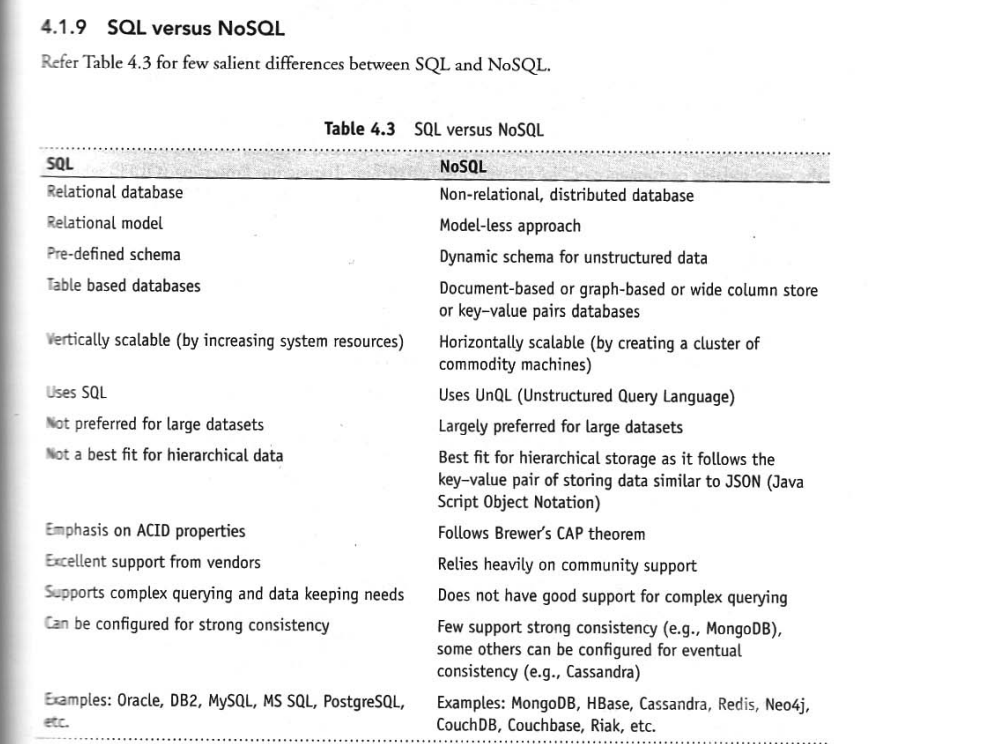 4.1.9 SQL versus NoSQL
Refer Table 4.3 for few salient differences between SQL and NoSQL.
Table 4.3 SQL versus NoSQL
SQL NoSQL
Relational database Non-relational, distributed database
Relational model Model-less approach
Pre-defined schema Dynamic schema for unstructured data
Table based databases Document-based or graph-based or wide column store
or key–value pairs databases
Vertically scalable (by increasing system resources) Horizontally scalable (by creating a cluster of
commodity machines)
Uses SQL Uses UnQL (Unstructured Query Language)
Not preferred for large datasets Largely preferred for large datasets
Not a best fit for hierarchical data Best fit for hierarchical storage as it follows the
key–value pair of storing data similar to JSON (Java
Script Object Notation)
Emphasis on ACID properties Follows Brewer's CAP theorem
Excellent support from vendors Relies heavily on community support
Supports complex querying and data keeping needs Does not have good support for complex querying
Can be configured for strong consistency Few support strong consistency (e.g., MongoDB),
some others can be configured for eventual
consistency (e.g., Cassandra)
Examples: Oracle, DB2, MySQL, MS SQL, PostgreSQL, Examples: MongoDB, HBase, Cassandra, Redis, Neo4j,
etc. CouchDB, Couchbase, Riak, etc.